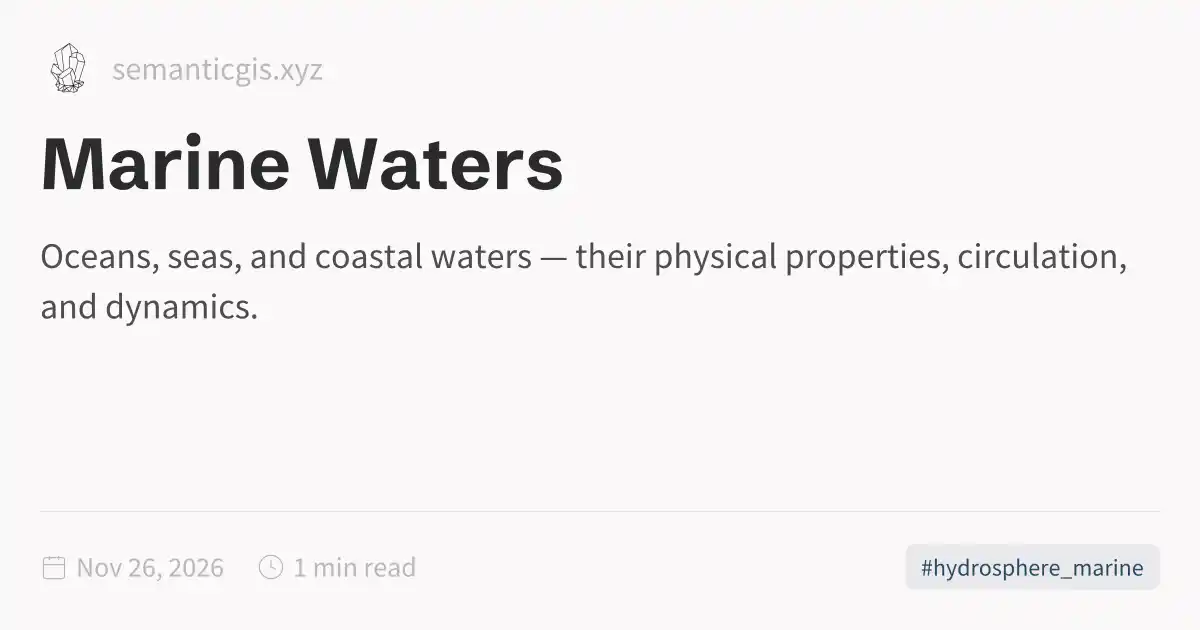 semanticgis.xyz
Marine Waters
Oceans, seas, and coastal waters — their physical properties, circulation,
and dynamics.
Nov 26, 2026 1 min read #hydrosphere_marine